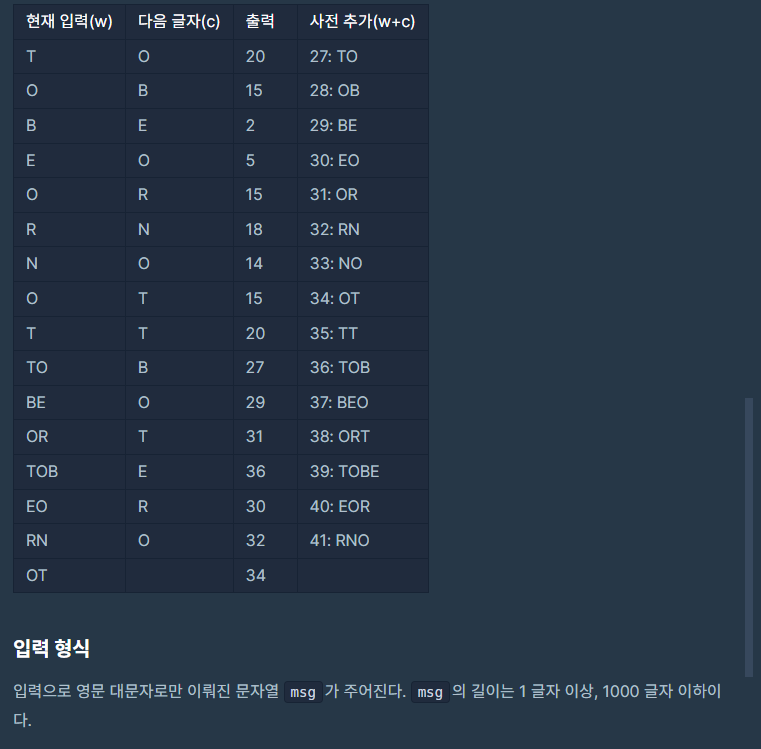 현재 입력(w) 다음 글자(c) 출력 사전 추가(w+c)
T O 20 27: TO
O B 15 28: OB
B E 2 29: BE
E O 5 30: EO
O R 15 31: OR
R N 18 32: RN
N O 14 33: NO
O T 15 34: OT
T T 20 35: TT
TO B 27 36: TOB
BE O 29 37: BEO
OR T 31 38: ORT
TOB E 36 39: TOBE
EO R 30 40: EOR
RN O 32 41: RNO
OT 34
입력 형식
입력으로 영문 대문자로만 이뤄진 문자열 msg 가 주어진다. msg 의 길이는 1 글자 이상, 1000 글자 이하이
다.